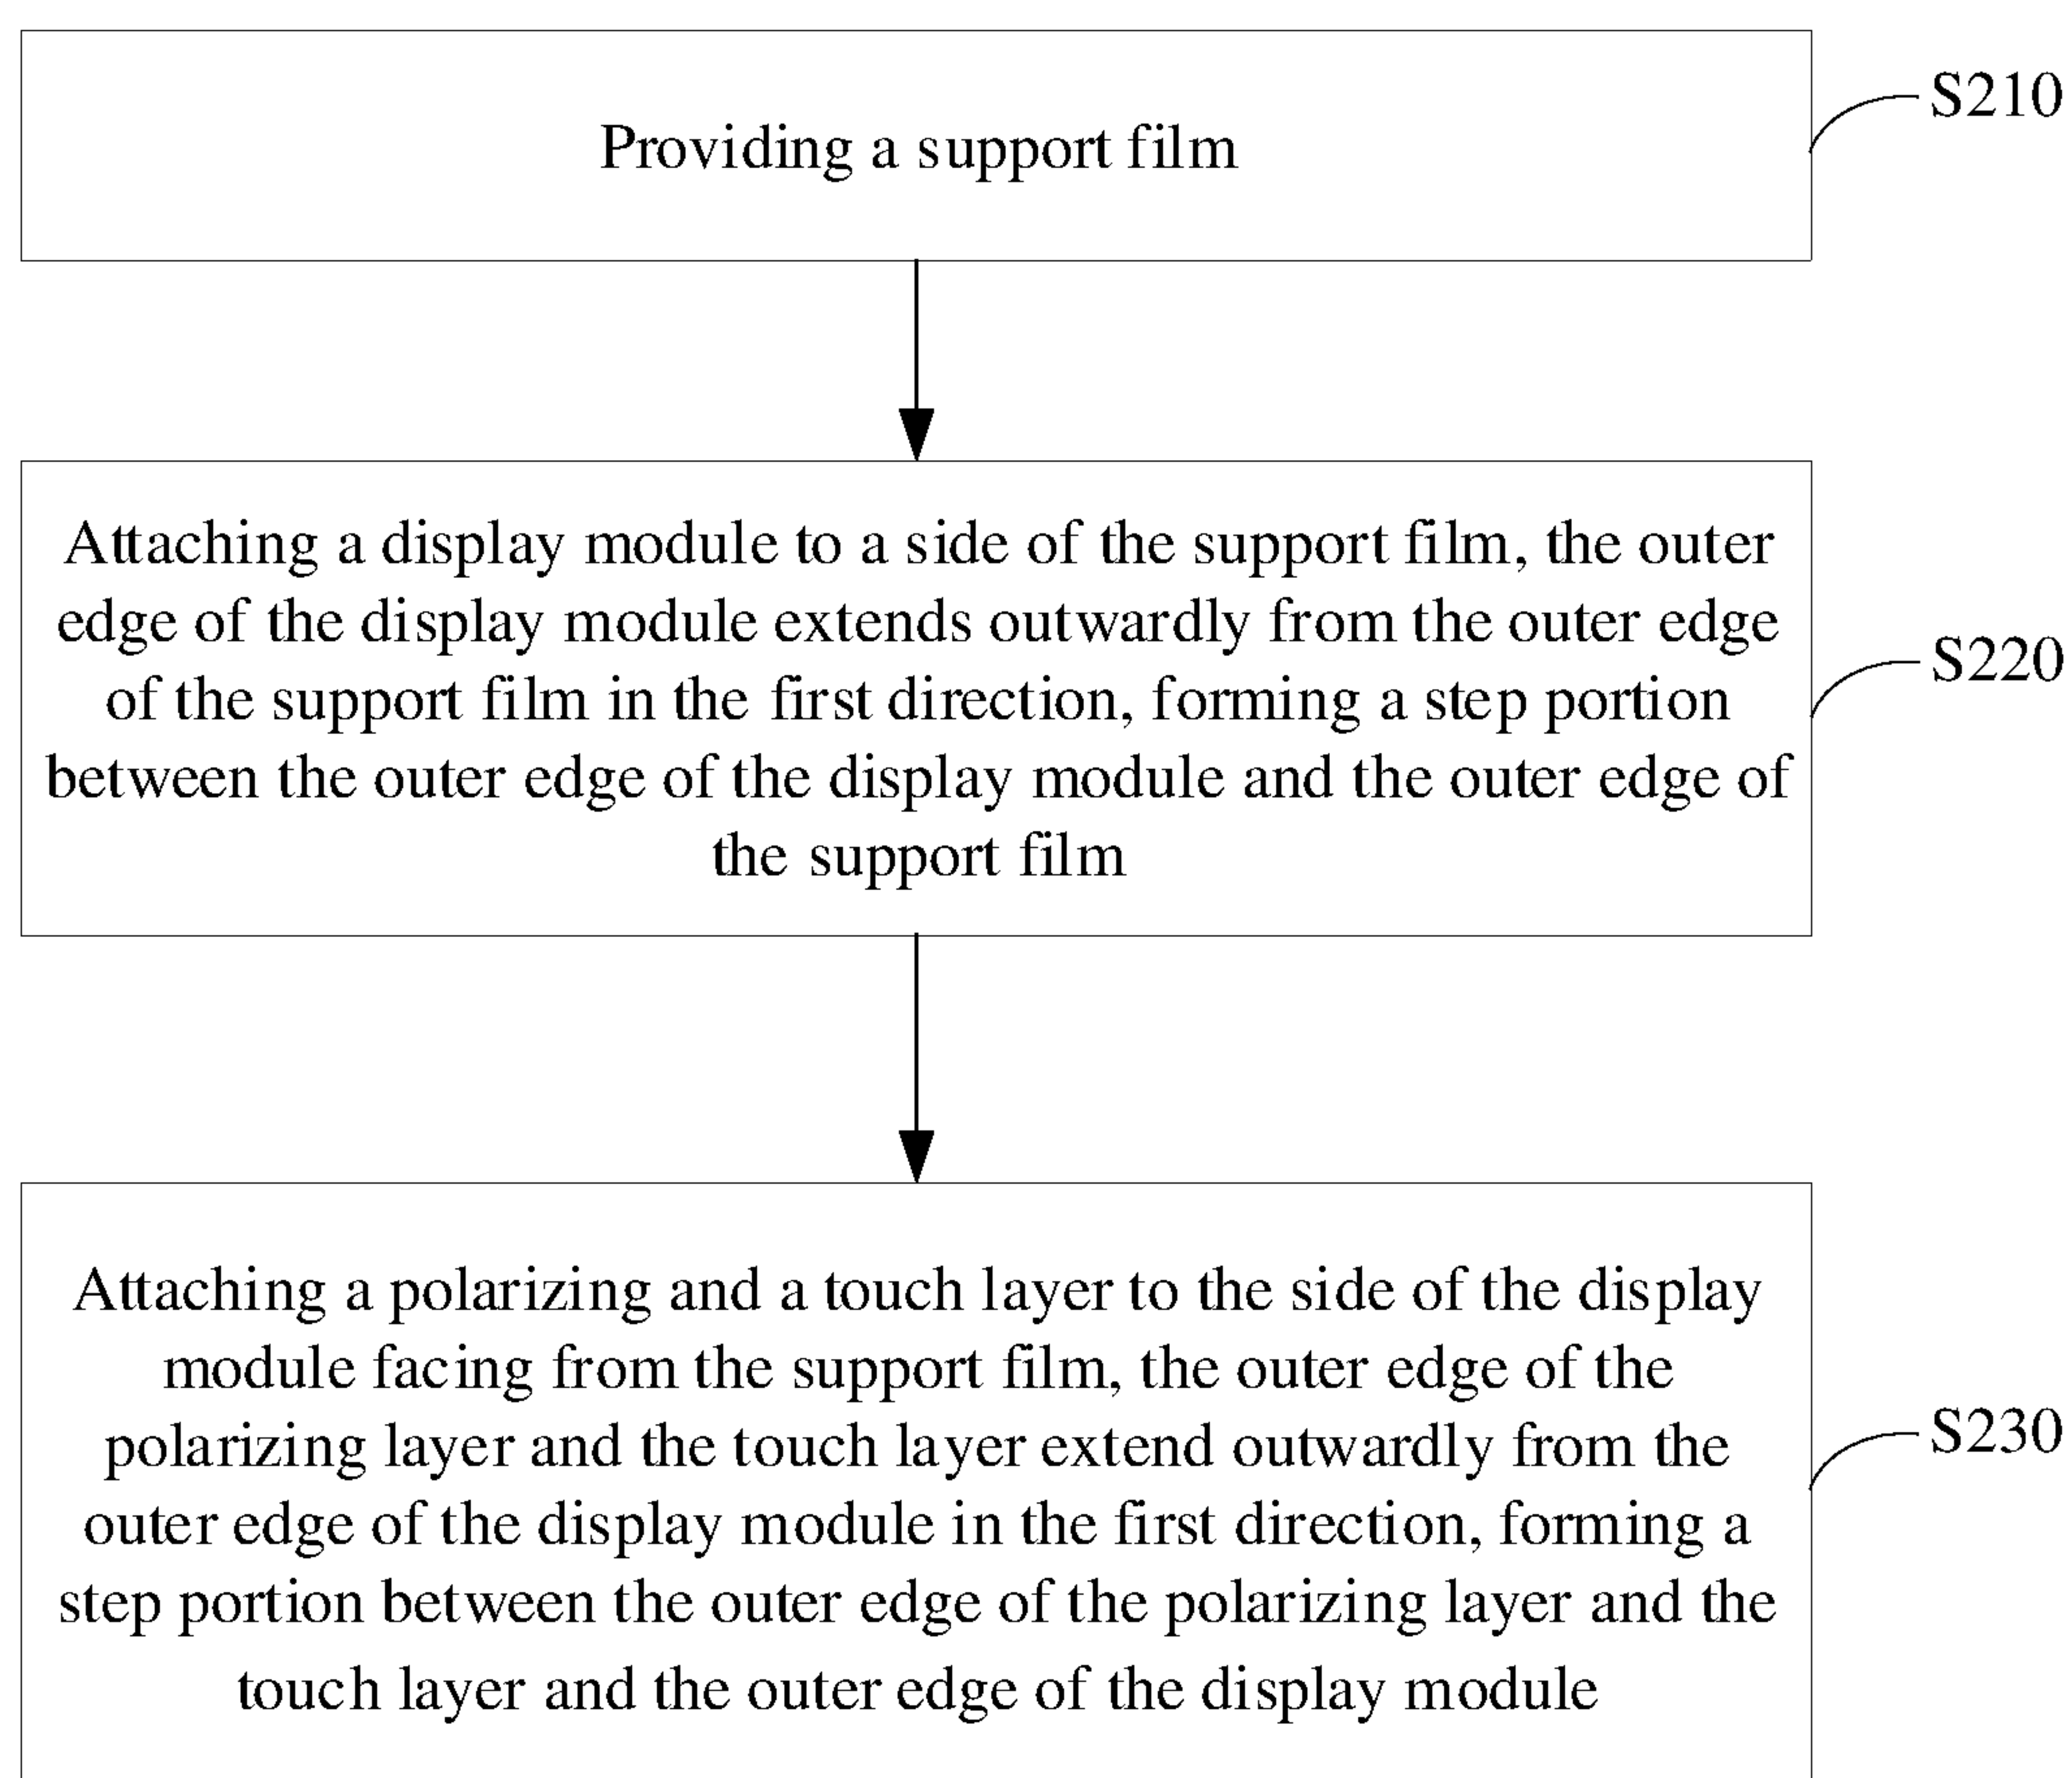 Providing a support film
S210
Attaching a display module to a side of the support film, the outer
edge of the display module extends outwardly from the outer edge
of the support film in the first direction, forming a step portion
between the outer edge of the display module and the outer edge of
the support film
S220
Attaching a polarizing and a touch layer to the side of the display
module facing from the support film, the outer edge of the
polarizing layer and the touch layer extend outwardly from the
outer edge of the display module in the first direction, forming a
step portion between the outer edge of the polarizing layer and the
touch layer and the outer edge of the display module
S230